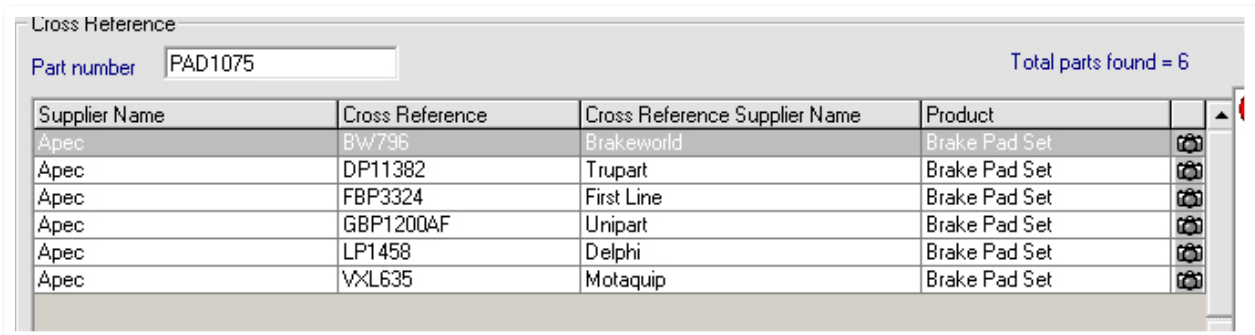 Cross Reference
Part number PAD1075 Total parts found = 6
Supplier Name Cross Reference Cross Reference Supplier Name Product
Apec BW796 Brakeworld Brake Pad Set
Apec DP11382 Trupart Brake Pad Set
Apec FBP3324 First Line Brake Pad Set
Apec GBP1200AF Unipart Brake Pad Set
Apec LP1458 Delphi Brake Pad Set
Apec VXL635 Motaquip Brake Pad Set